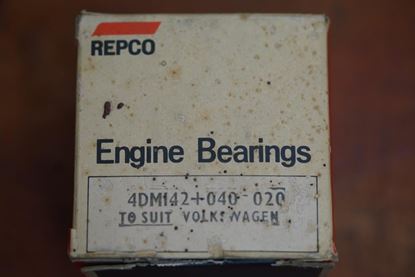 REPCO
Engine Bearings
4DM142+040 020
TO SUIT VOLKSWAGEN